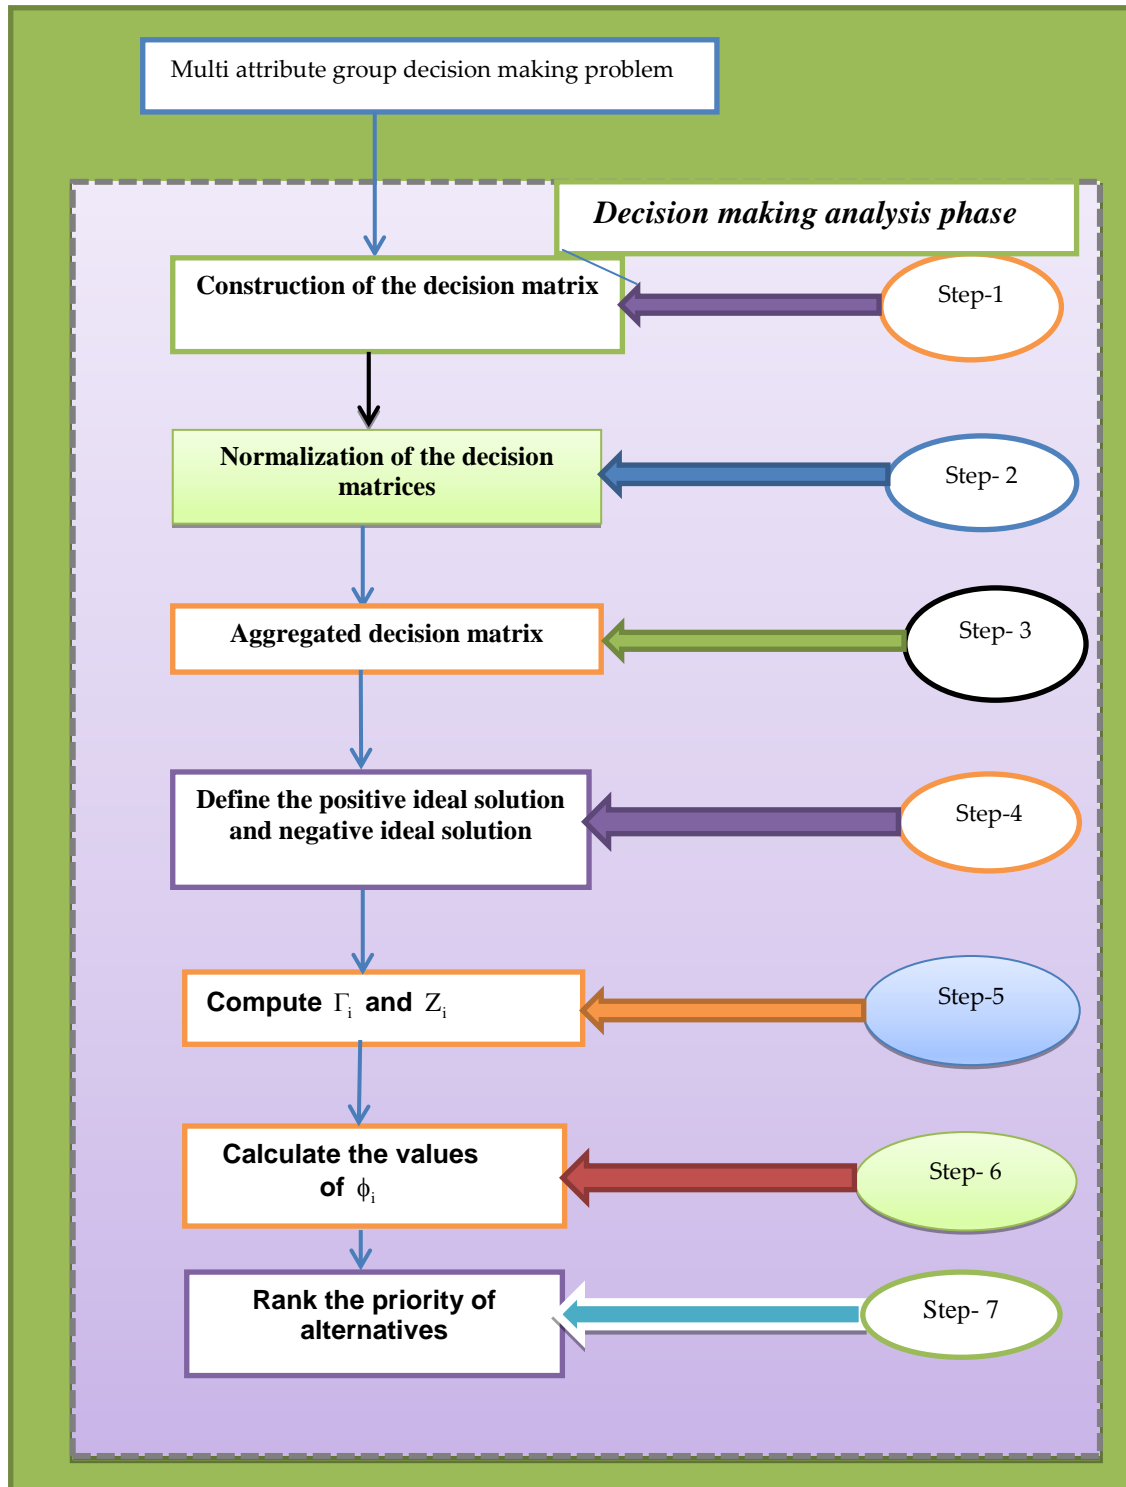 Multi attribute group decision making problem
Decision making analysis phase
Construction of the decision matrix
Step-1
Normalization of the decision
matrices
Step- 2
Aggregated decision matrix
Step- 3
Define the positive ideal solution
and negative ideal solution
Step-4
Compute Γi and Zi
Step-5
Calculate the values
of ϕi
Step- 6
Rank the priority of
alternatives
Step- 7